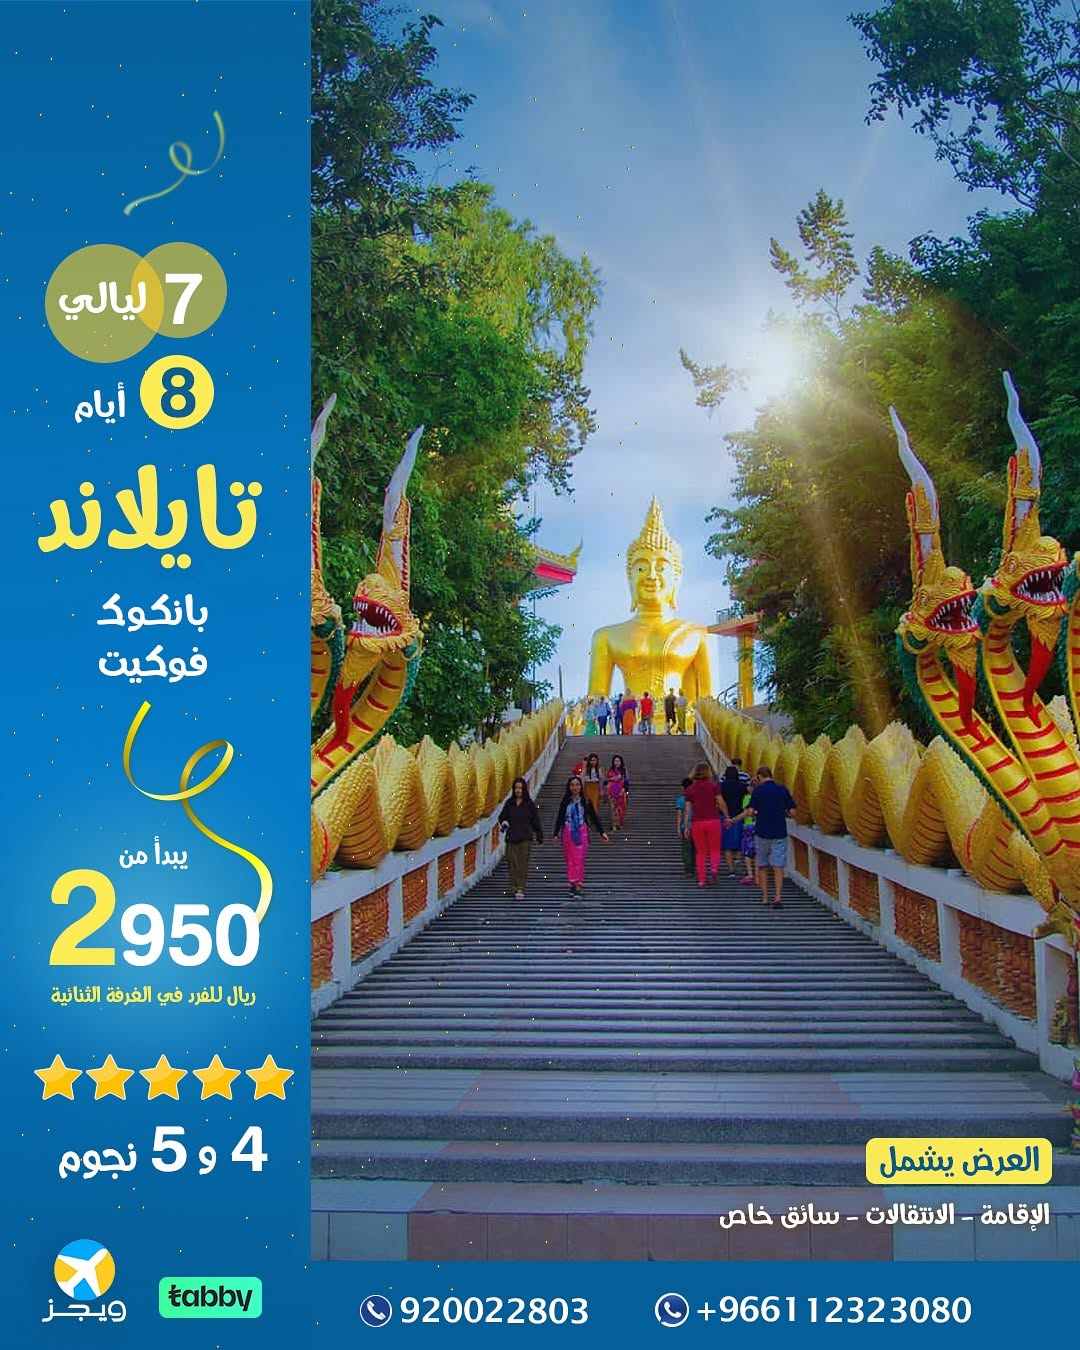 7 ليالي
8 أيام
تايلاند
بانكوك
فوكيت
يبدأ من
2950
ريال للفرد في الغرفة الثنائية
4 و 5 نجوم
العرض يشمل
الإقامة - الانتقالات - سائق خاص
ويجز
tabby
920022803
+966112323080